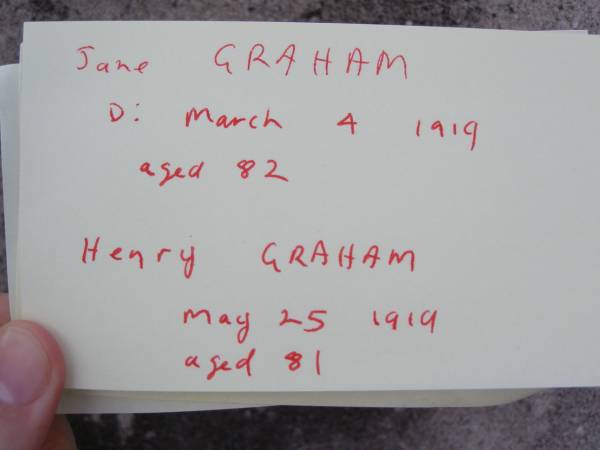 Jane GRAHAM
D: March 4 1919
aged 82
Henry GRAHAM
May 25 1919
aged 81